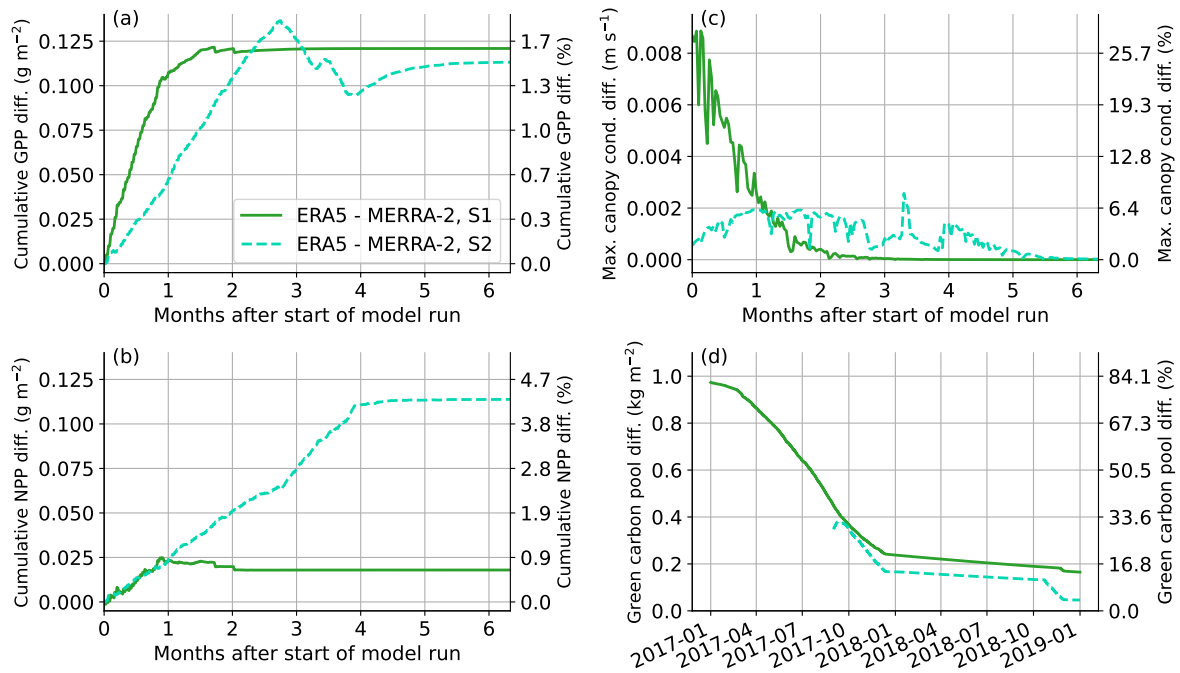 (a)
Cumulative GPP diff. (g m⁻²)
0.125
0.100
0.075
0.050
0.025
0.000
1.7
1.3
1.0
0.7
0.3
0.0
Cumulative GPP diff. (%)
ERA5 - MERRA-2, S1
ERA5 - MERRA-2, S2
0 1 2 3 4 5 6
Months after start of model run
(c)
Max. canopy cond. diff. (m s⁻¹)
0.008
0.006
0.004
0.002
0.000
25.7
19.3
12.8
6.4
0.0
Max. canopy cond. diff. (%)
0 1 2 3 4 5 6
Months after start of model run
(b)
Cumulative NPP diff. (g m⁻²)
0.125
0.100
0.075
0.050
0.025
0.000
4.7
3.8
2.8
1.9
0.9
0.0
Cumulative NPP diff. (%)
0 1 2 3 4 5 6
Months after start of model run
(d)
Green carbon pool diff. (kg m⁻²)
1.0
0.8
0.6
0.4
0.2
0.0
84.1
67.3
50.5
33.6
16.8
0.0
Green carbon pool diff. (%)
2017-01
2017-04
2017-07
2017-10
2018-01
2018-04
2018-07
2018-10
2019-01